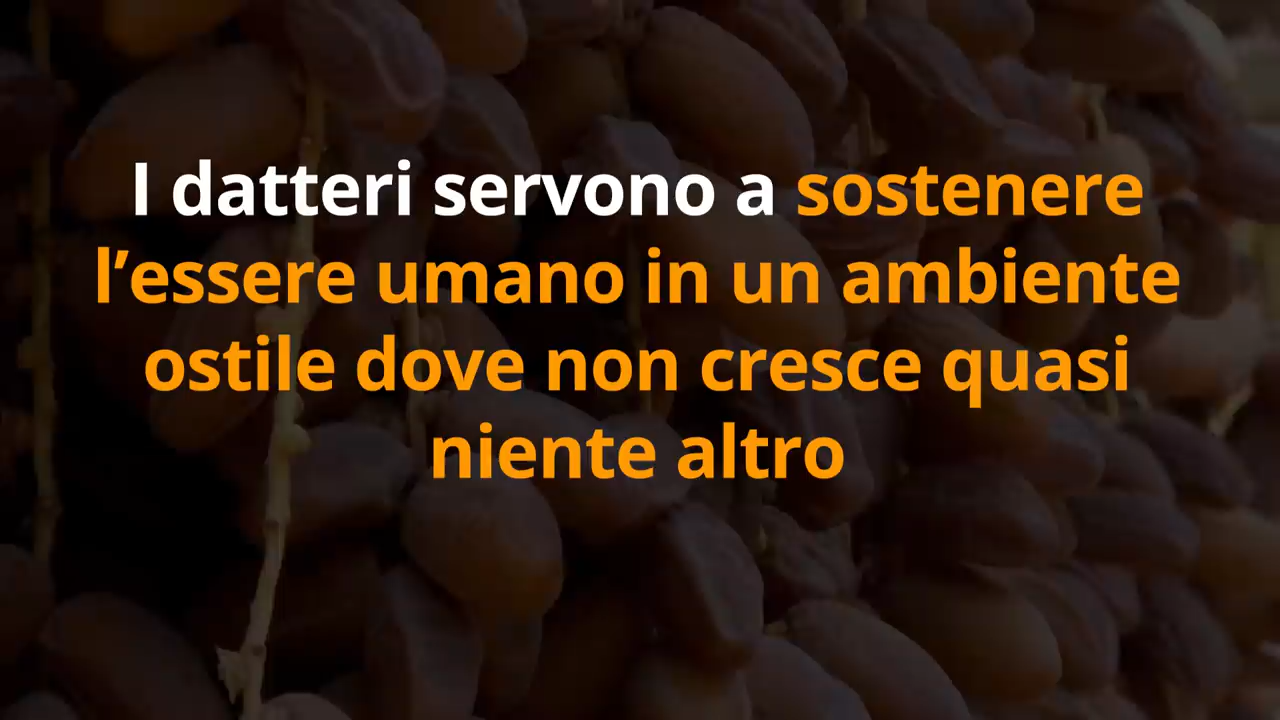 I datteri servono a sostenere
l’essere umano in un ambiente
ostile dove non cresce quasi
niente altro